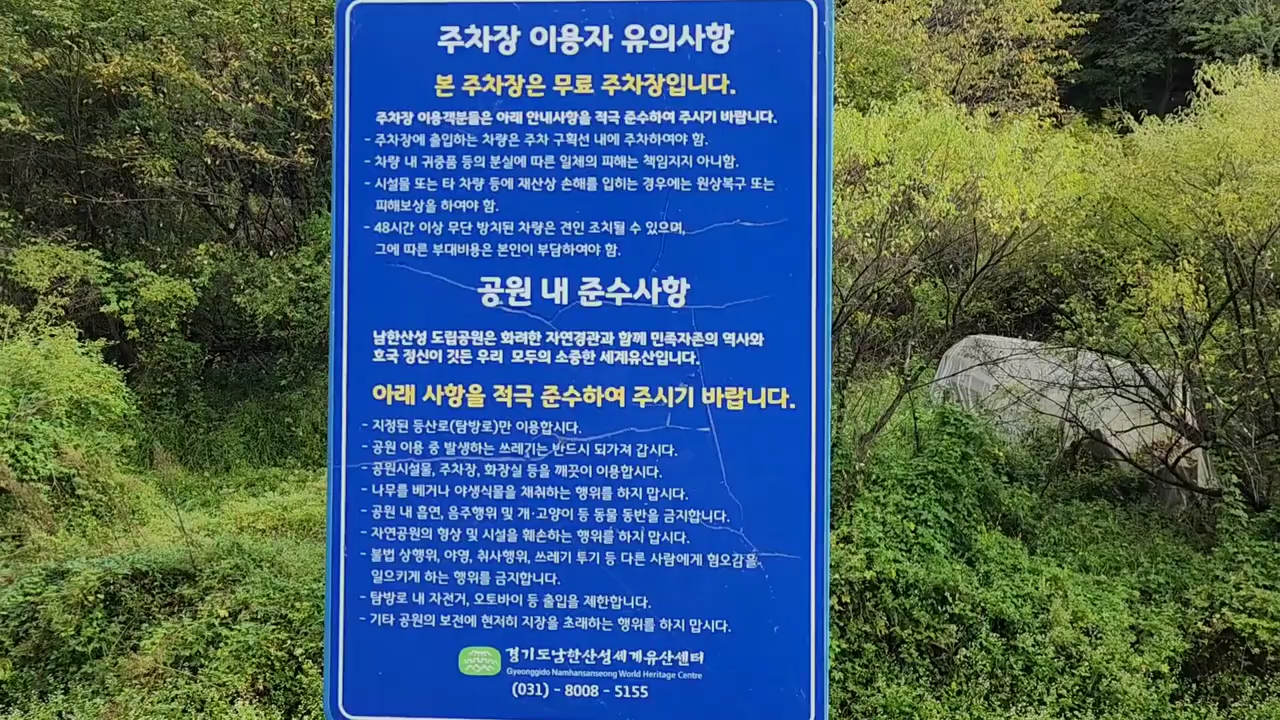 주차장 이용자 유의사항
본 주차장은 무료 주차장입니다.
주차장 이용객분들은 아래 안내사항을 적극 준수하여 주시기 바랍니다.
- 주차장에 출입하는 차량은 주차 구획선 내에 주차하여야 함.
- 차량 내 귀중품 등의 분실에 따른 일체의 피해는 책임지지 아니함.
- 시설물 또는 타 차량 등에 재산상 손해를 입히는 경우에는 원상복구 또는
피해보상을 하여야 함.
- 48시간 이상 무단 방치된 차량은 견인 조치될 수 있으며,
그에 따른 부대비용은 본인이 부담하여야 함.
공원 내 준수사항
남한산성 도립공원은 화려한 자연경관과 함께 민족자존의 역사와
호국 정신이 깃든 우리 모두의 소중한 세계유산입니다.
아래 사항을 적극 준수하여 주시기 바랍니다.
- 지정된 등산로(탐방로)만 이용합시다.
- 공원 이용 중 발생하는 쓰레기는 반드시 되가져 갑시다.
- 공원시설물, 주차장, 화장실 등을 깨끗이 이용합시다.
- 나무를 베거나 야생식물을 채취하는 행위를 하지 맙시다.
- 공원 내 흡연, 음주행위 및 개·고양이 등 동물 동반을 금지합니다.
- 자연공원의 형상 및 시설을 훼손하는 행위를 하지 맙시다.
- 불법 상행위, 야영, 취사행위, 쓰레기 투기 등 다른 사람에게 혐오감을
일으키게 하는 행위를 금지합니다.
- 탐방로 내 자전거, 오토바이 등 출입을 제한합니다.
- 기타 공원의 보전에 현저히 지장을 초래하는 행위를 하지 맙시다.
경기도남한산성세계유산센터
Gyeonggido Namhansanseong World Heritage Centre
(031) - 8008 - 5155